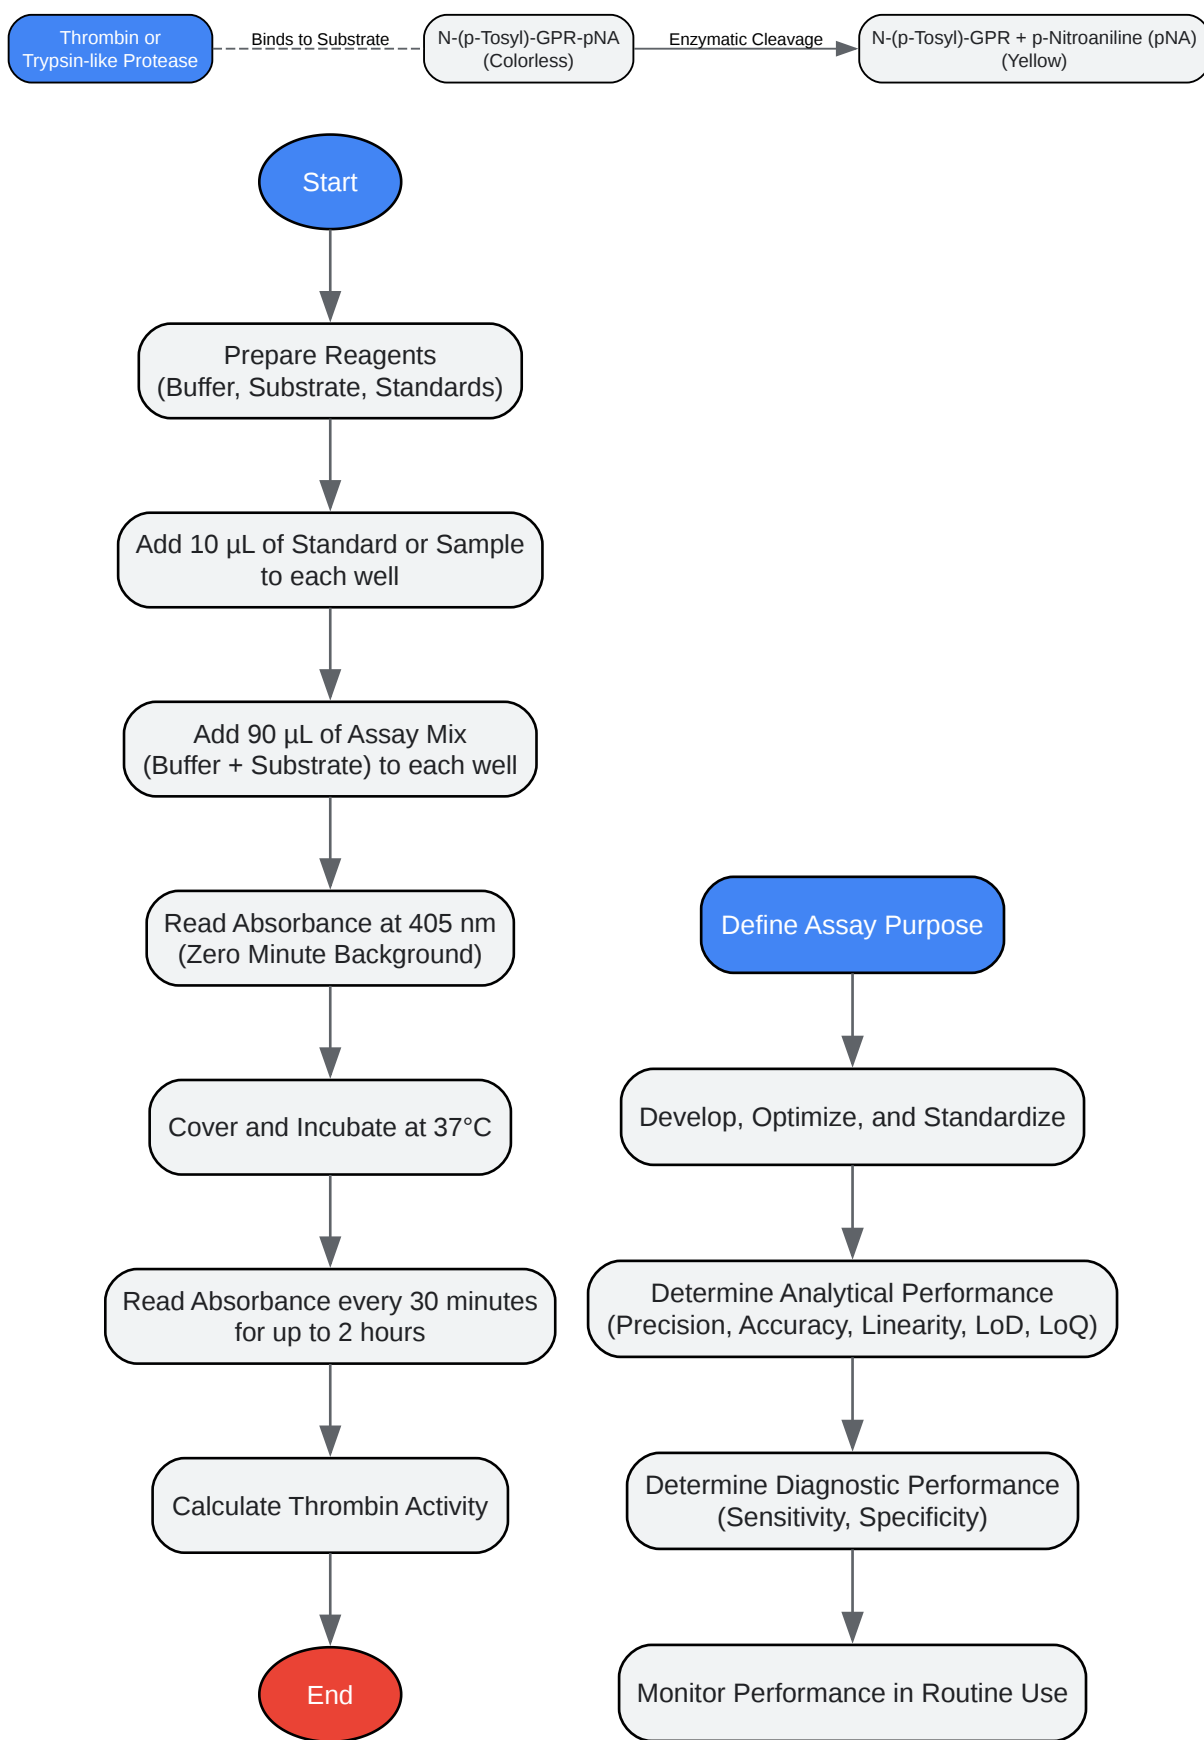 Thrombin or
Trypsin-like Protease
Binds to Substrate
N-(p-Tosyl)-GPR-pNA
(Colorless)
Enzymatic Cleavage
N-(p-Tosyl)-GPR + p-Nitroaniline (pNA)
(Yellow)
Start
Prepare Reagents
(Buffer, Substrate, Standards)
Add 10 µL of Standard or Sample
to each well
Add 90 µL of Assay Mix
(Buffer + Substrate) to each well
Read Absorbance at 405 nm
(Zero Minute Background)
Cover and Incubate at 37°C
Read Absorbance every 30 minutes
for up to 2 hours
Calculate Thrombin Activity
End
Define Assay Purpose
Develop, Optimize, and Standardize
Determine Analytical Performance
(Precision, Accuracy, Linearity, LoD, LoQ)
Determine Diagnostic Performance
(Sensitivity, Specificity)
Monitor Performance in Routine Use